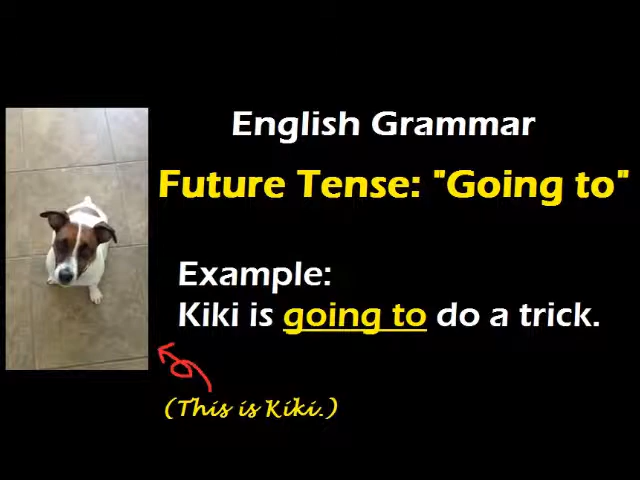 English Grammar
Future Tense: "Going to"
Example:
Kiki is going to do a trick.
(This is Kiki.)